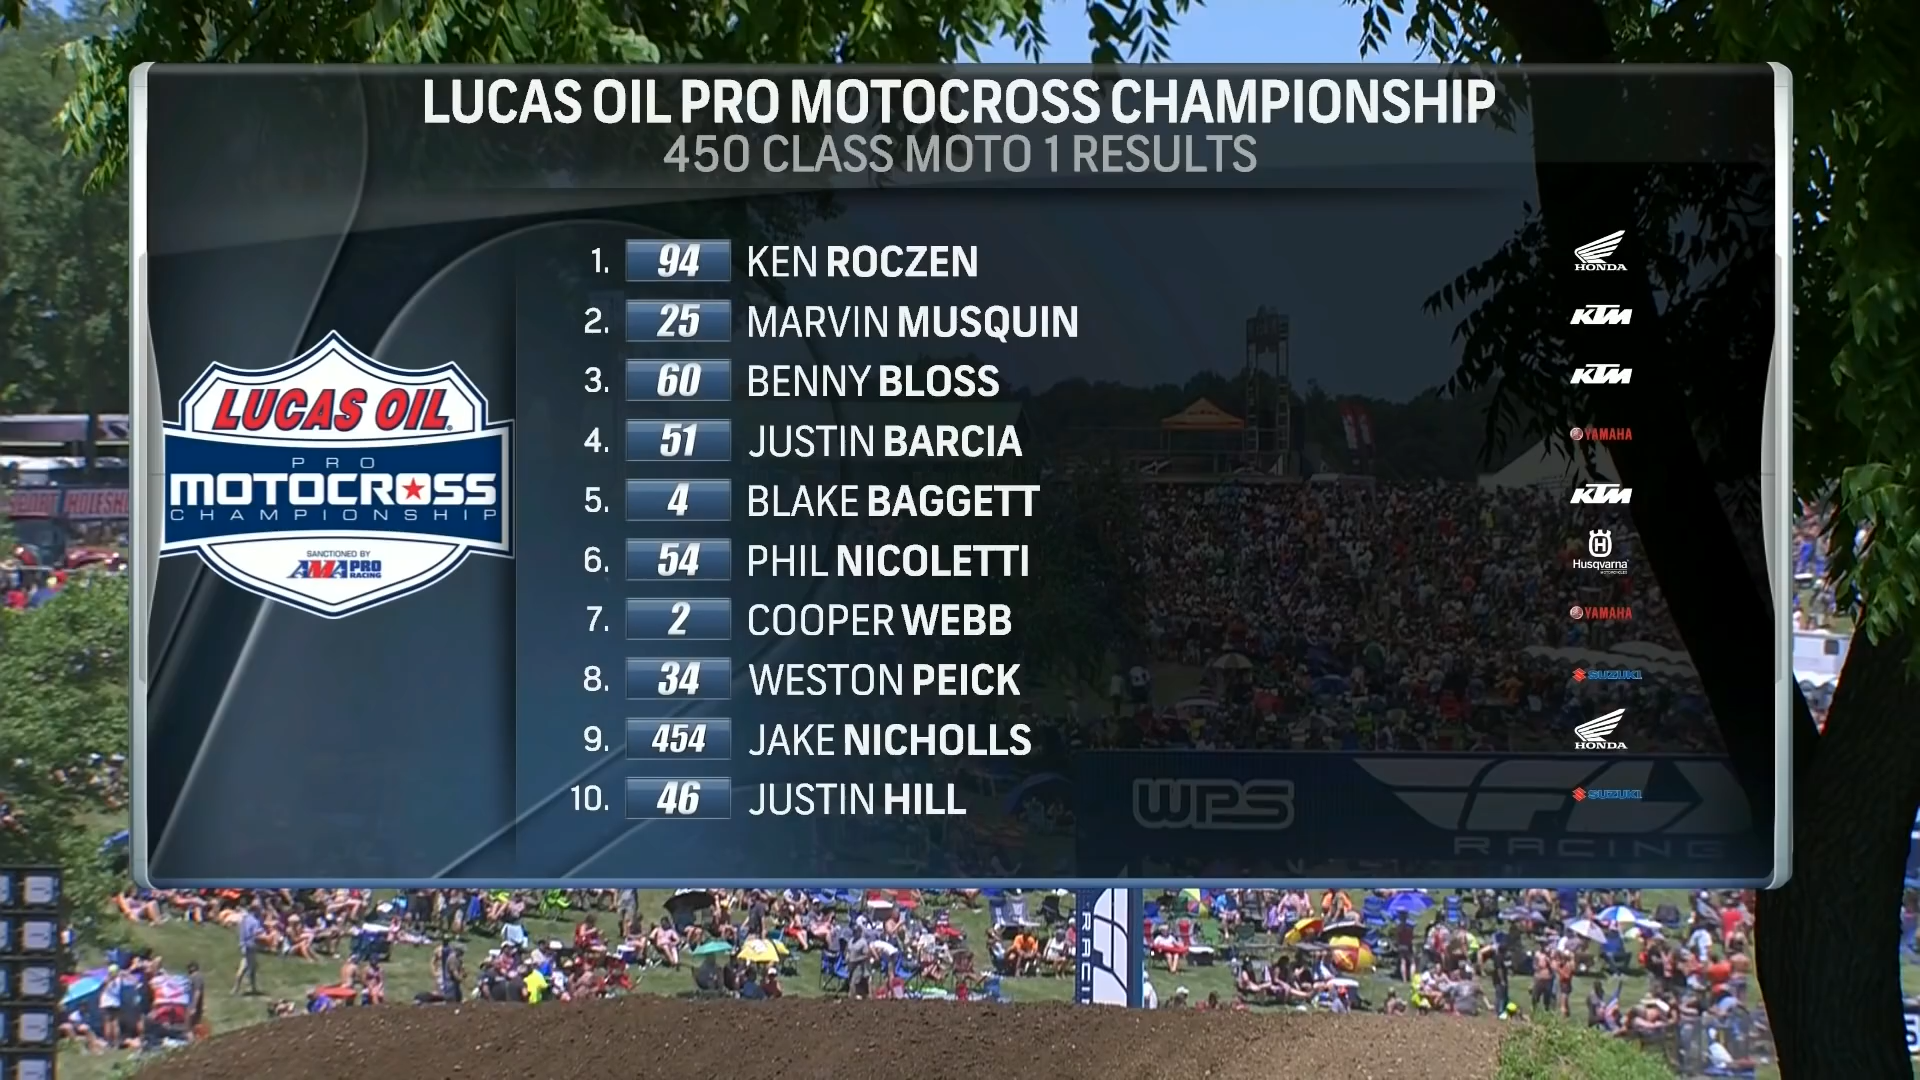 LUCAS OIL PRO MOTOCROSS CHAMPIONSHIP
450 CLASS MOTO 1 RESULTS
1. 94 KEN ROCZEN HONDA
2. 25 MARVIN MUSQUIN KTM
3. 60 BENNY BLOSS KTM
4. 51 JUSTIN BARCIA YAMAHA
5. 4 BLAKE BAGGETT KTM
6. 54 PHIL NICOLETTI H Husqvarna
7. 2 COOPER WEBB YAMAHA
8. 34 WESTON PEICK SUZUKI
9. 454 JAKE NICHOLLS HONDA
10. 46 JUSTIN HILL SUZUKI
LUCAS OIL
PRO
MOTOCROSS
CHAMPIONSHIP
SANCTIONED BY
AMA PRO
RACING
WPS
RACING